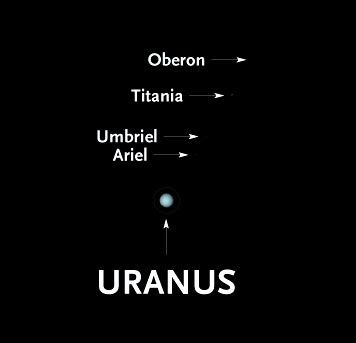 Oberon
Titania
Umbriel
Ariel
URANUS